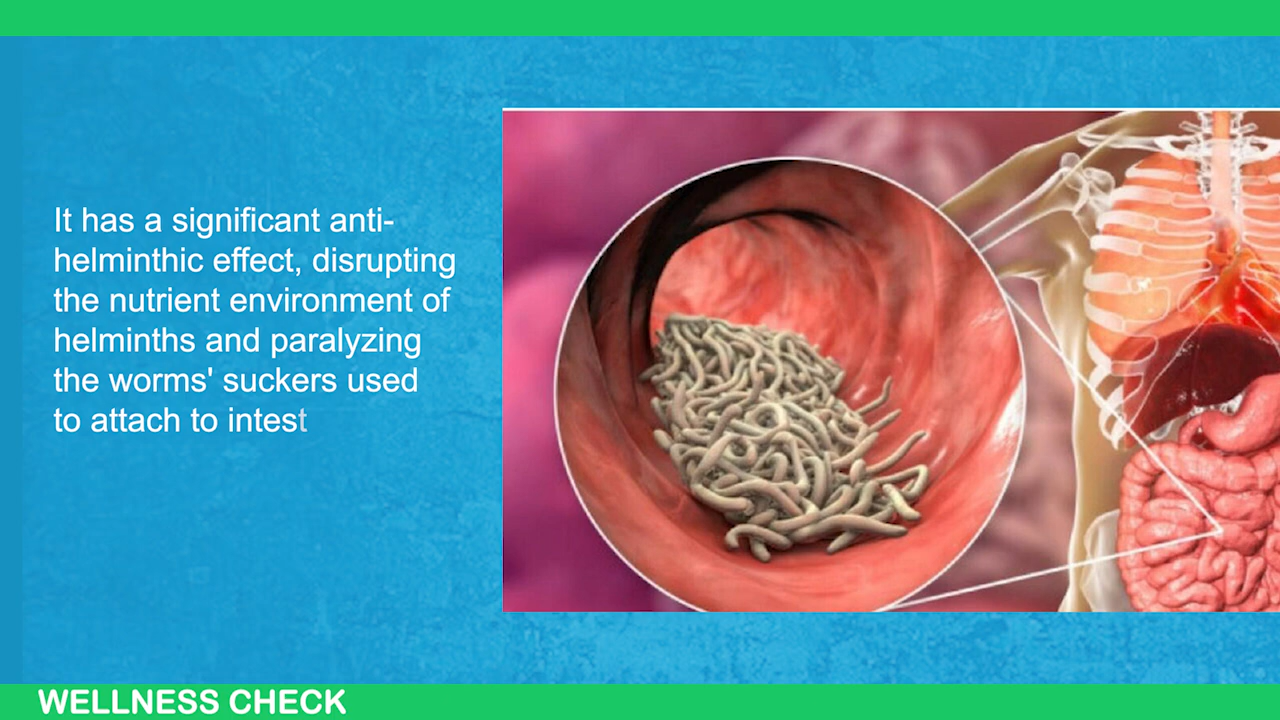 It has a significant anti-
helminthic effect, disrupting
the nutrient environment of
helminths and paralyzing
the worms' suckers used
to attach to intest
WELLNESS CHECK